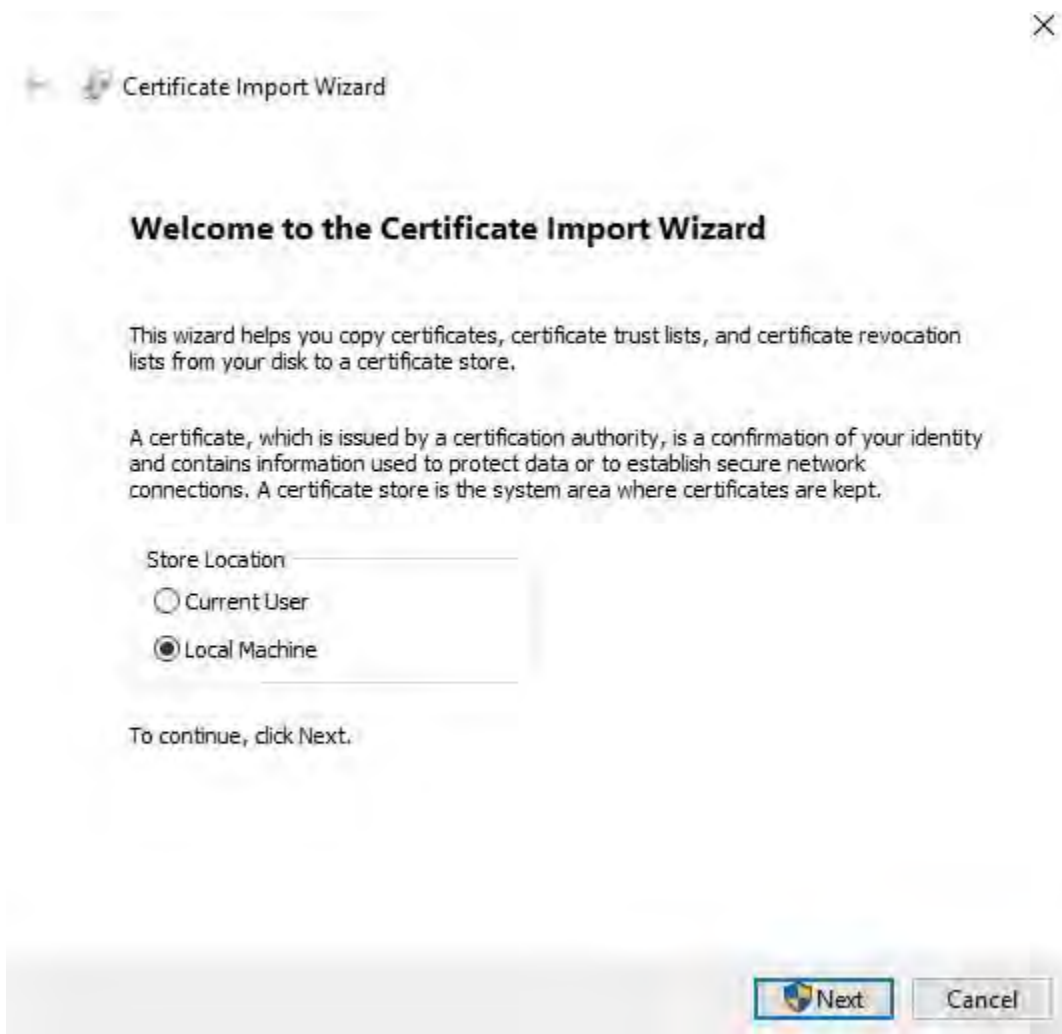 Certificate Import Wizard
Welcome to the Certificate Import Wizard
This wizard helps you copy certificates, certificate trust lists, and certificate revocation
lists from your disk to a certificate store.
A certificate, which is issued by a certification authority, is a confirmation of your identity
and contains information used to protect data or to establish secure network
connections. A certificate store is the system area where certificates are kept.
Store Location
Current User
Local Machine
To continue, click Next.
Next
Cancel